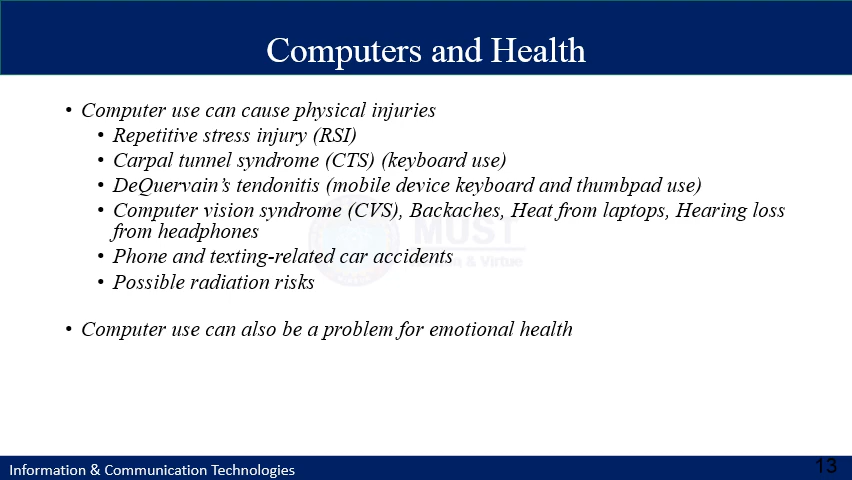 Computers and Health
• Computer use can cause physical injuries
• Repetitive stress injury (RSI)
• Carpal tunnel syndrome (CTS) (keyboard use)
• DeQuervain’s tendonitis (mobile device keyboard and thumbpad use)
• Computer vision syndrome (CVS), Backaches, Heat from laptops, Hearing loss
from headphones
MUST
& Virtue
• Phone and texting-related car accidents
• Possible radiation risks
• Computer use can also be a problem for emotional health
Information & Communication Technologies
13